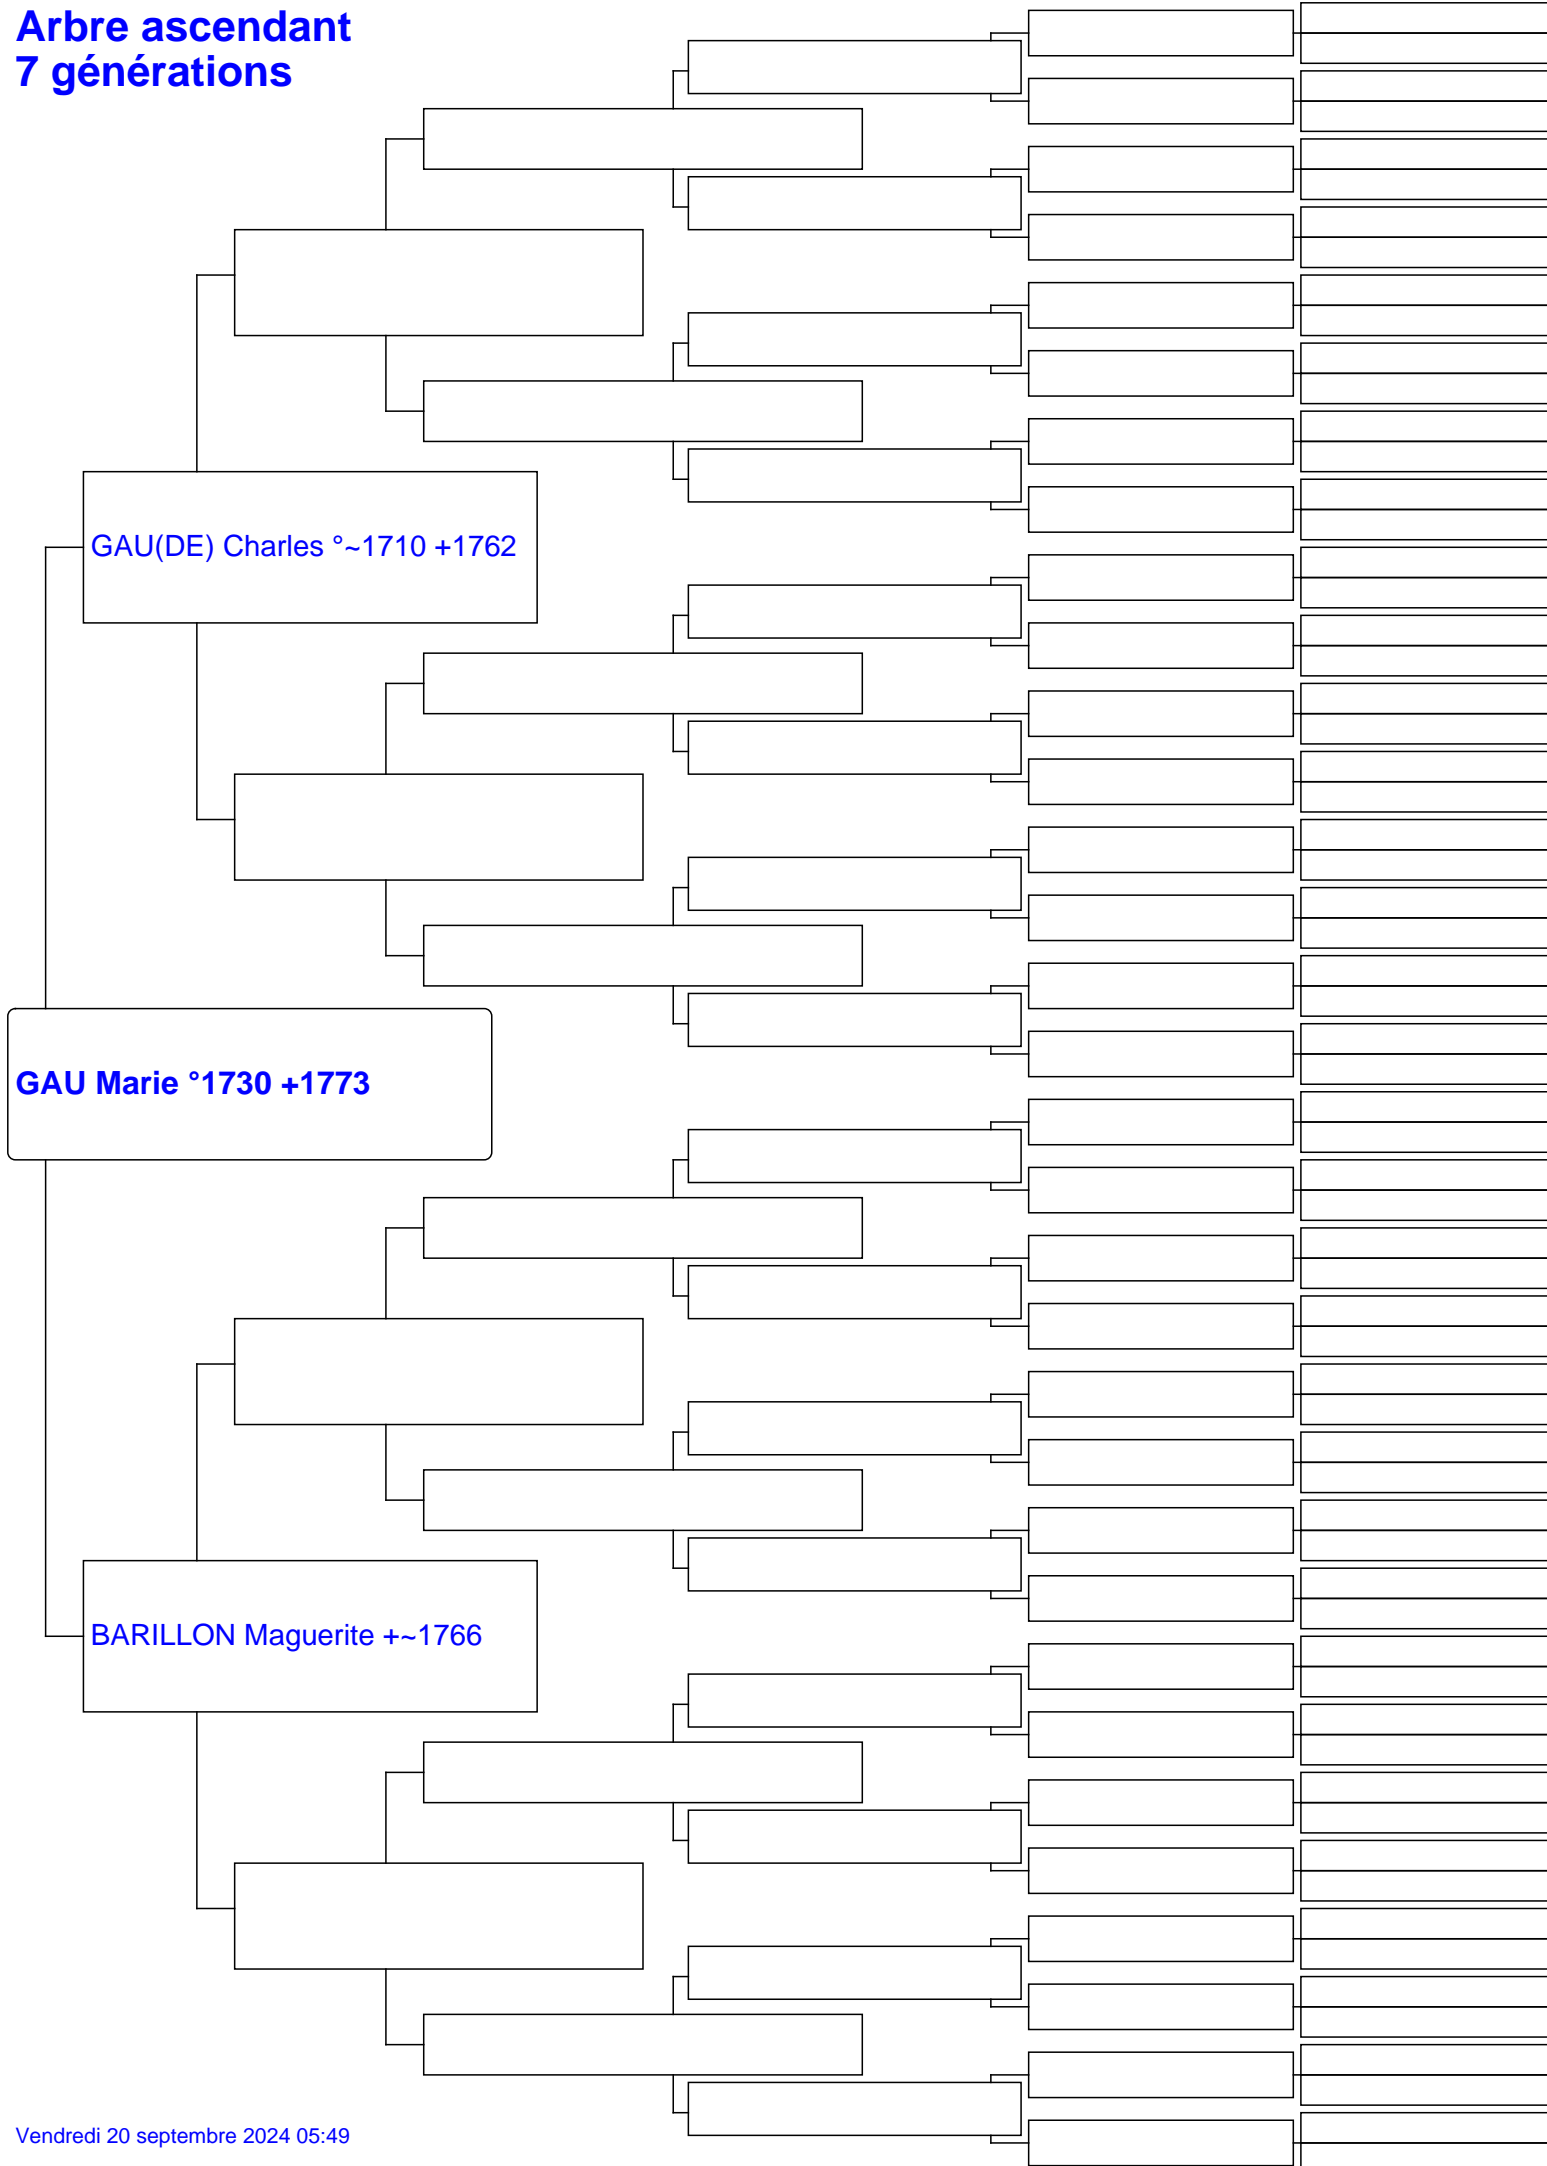 Arbre ascendant
7 générations
GAU(DE) Charles °~1710 +1762
GAU Marie °1730 +1773
BARILLON Maguerite +~1766
Vendredi 20 septembre 2024 05:49